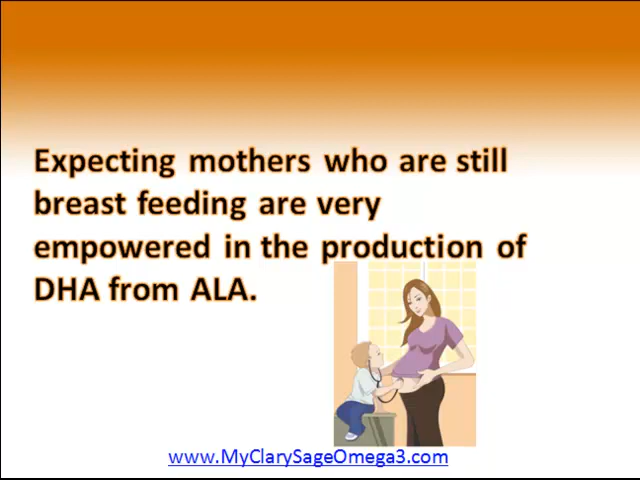 Expecting mothers who are still
breast feeding are very
empowered in the production of
DHA from ALA.
www.MyClarySageOmega3.com